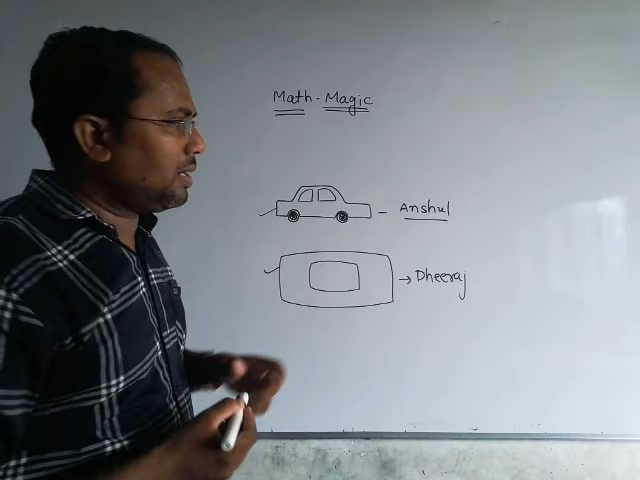 Math - Magic
- Anshul
→ Dheeraj